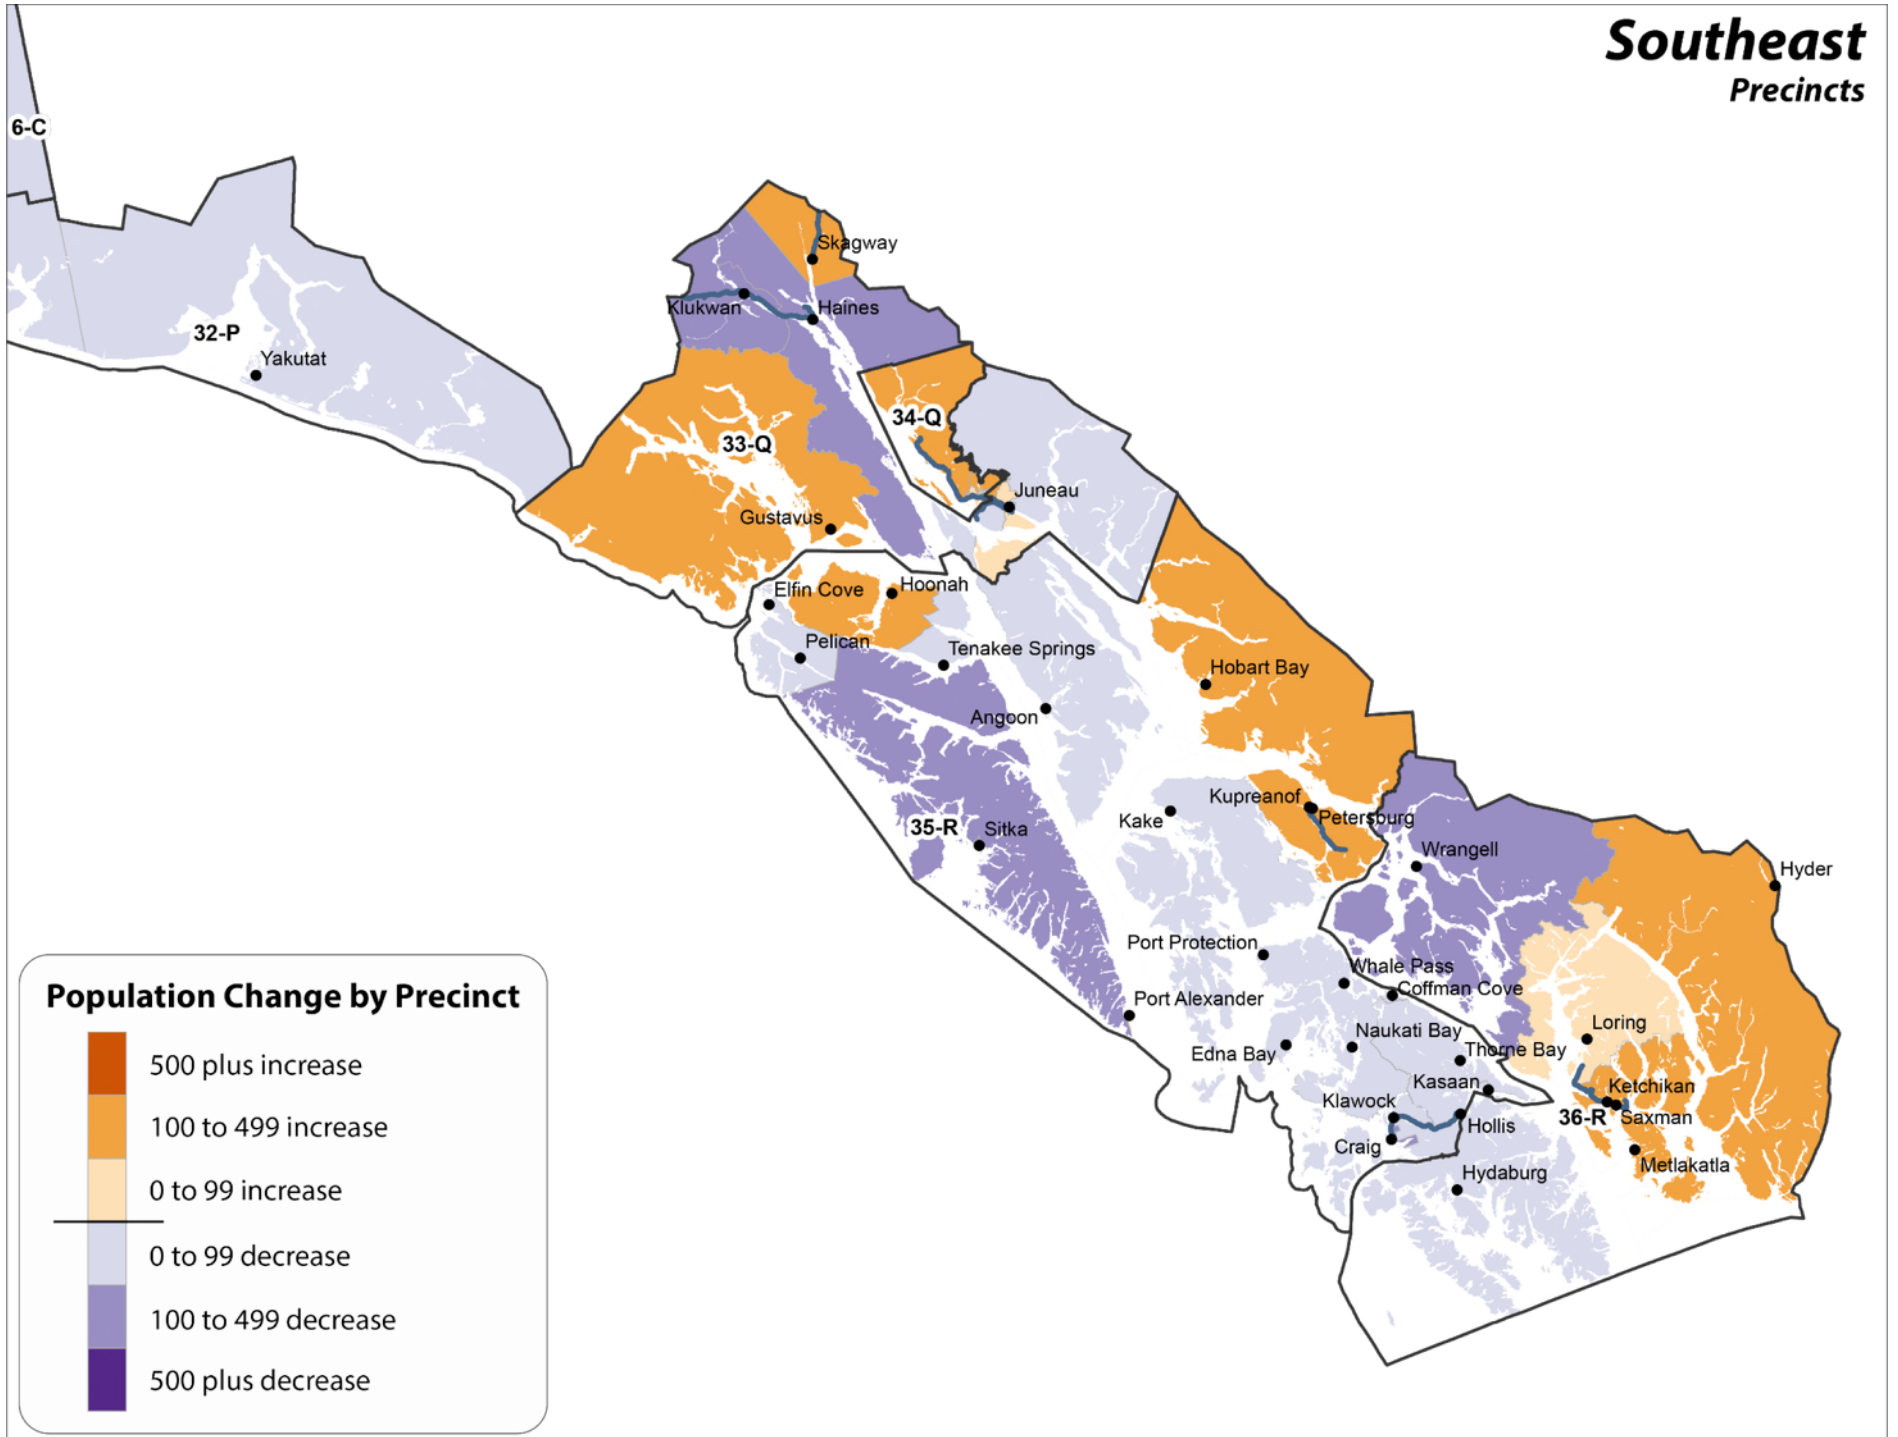 Southeast
Precincts
6-C
Skagway
Klukwan
Haines
32-P
Yakutat
34-Q
33-Q
Juneau
Gustavus
Elfin Cove
Hoonah
Pelican
Tenakee Springs
Hobart Bay
Angoon
Kupreanof
Petersburg
Kake
35-R
Sitka
Wrangell
Hyder
Port Protection
Whale Pass
Coffman Cove
Port Alexander
Loring
Naukati Bay
Edna Bay
Thorne Bay
Kasaan
Ketchikan
Klawock
36-R
Saxman
Hollis
Craig
Metlakatla
Hydaburg
Population Change by Precinct
500 plus increase
100 to 499 increase
0 to 99 increase
0 to 99 decrease
100 to 499 decrease
500 plus decrease